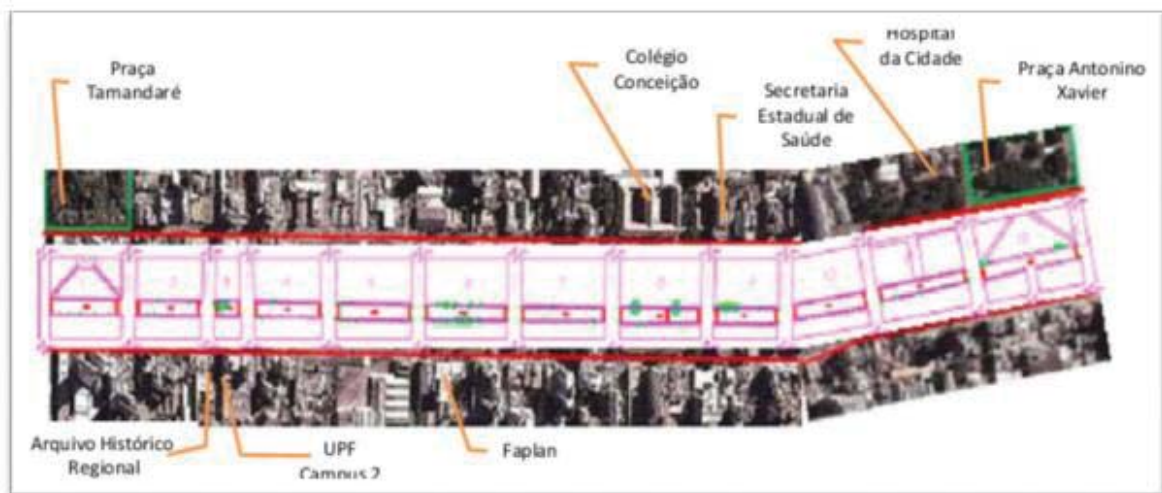 Praça
Tamandaré
Colégio
Conceição
Secretaria
Estadual de
Saúde
Hospital
da Cidade
Praça Antonino
Xavier
Arquivo Histórico
Regional
UPF
Campus 2
Faplan